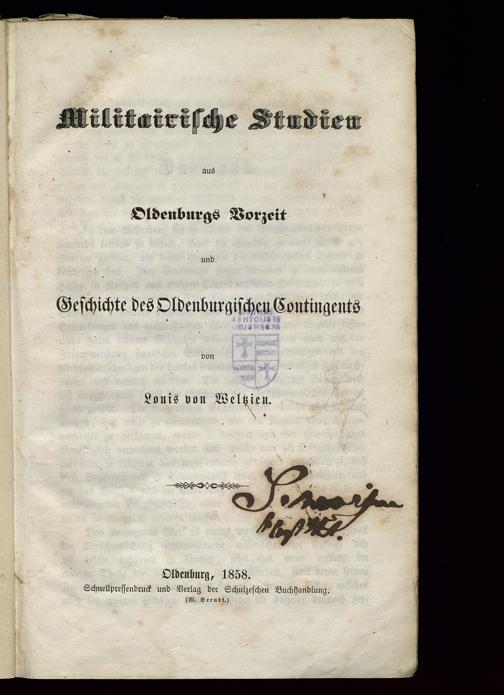 Militairische Studien
aus
Oldenburgs Vorzeit
und
Geschichte des Oldenburgischen Contingents
von
Louis von Weltzien.
Oldenburg, 1858.
Schnellpressendruck und Verlag der Schulzeschen Buchhandlung.
(W. Berndt.)